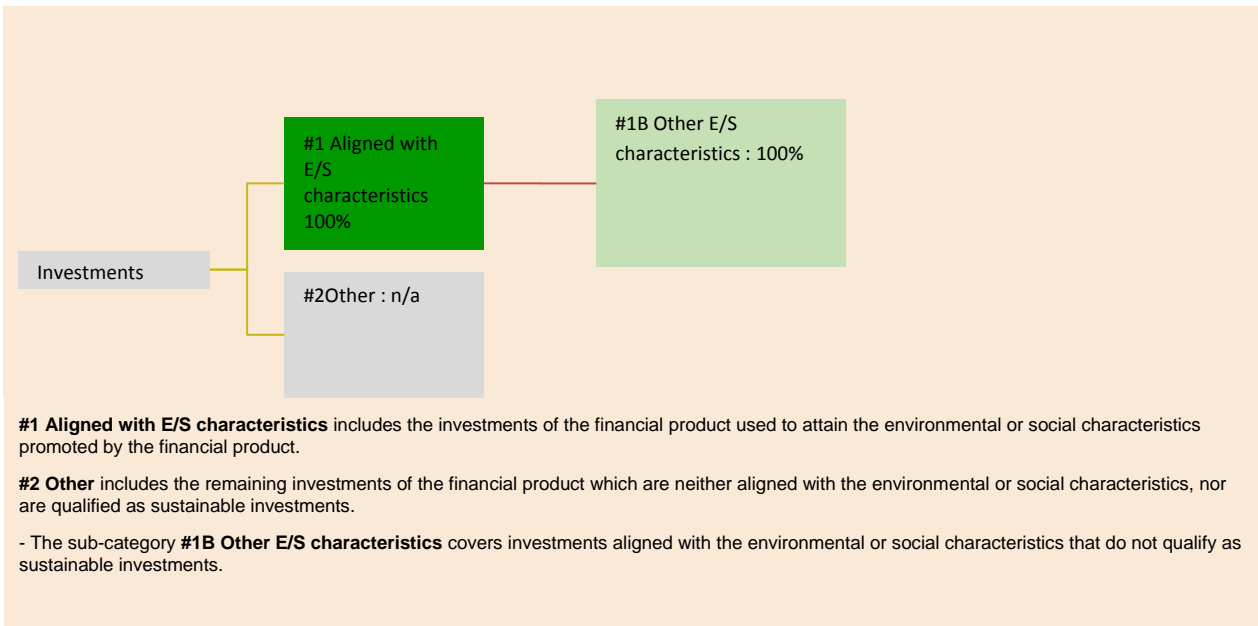 #1 Aligned with
E/S
characteristics
100%
#1B Other E/S
characteristics : 100%
Investments
#2Other : n/a
#1 Aligned with E/S characteristics includes the investments of the financial product used to attain the environmental or social characteristics
promoted by the financial product.
#2 Other includes the remaining investments of the financial product which are neither aligned with the environmental or social characteristics, nor
are qualified as sustainable investments.
- The sub-category #1B Other E/S characteristics covers investments aligned with the environmental or social characteristics that do not qualify as
sustainable investments.